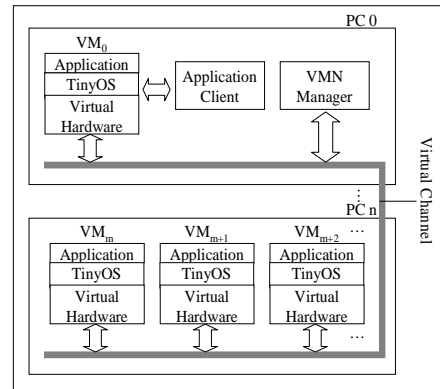 PC 0
VM0
Application
TinyOS
Virtual
Hardware
Application
Client
VMN
Manager
Virtual Channel
⋮
PC n
VMm
Application
TinyOS
Virtual
Hardware
VMm+1
Application
TinyOS
Virtual
Hardware
VMm+2
Application
TinyOS
Virtual
Hardware
...
...